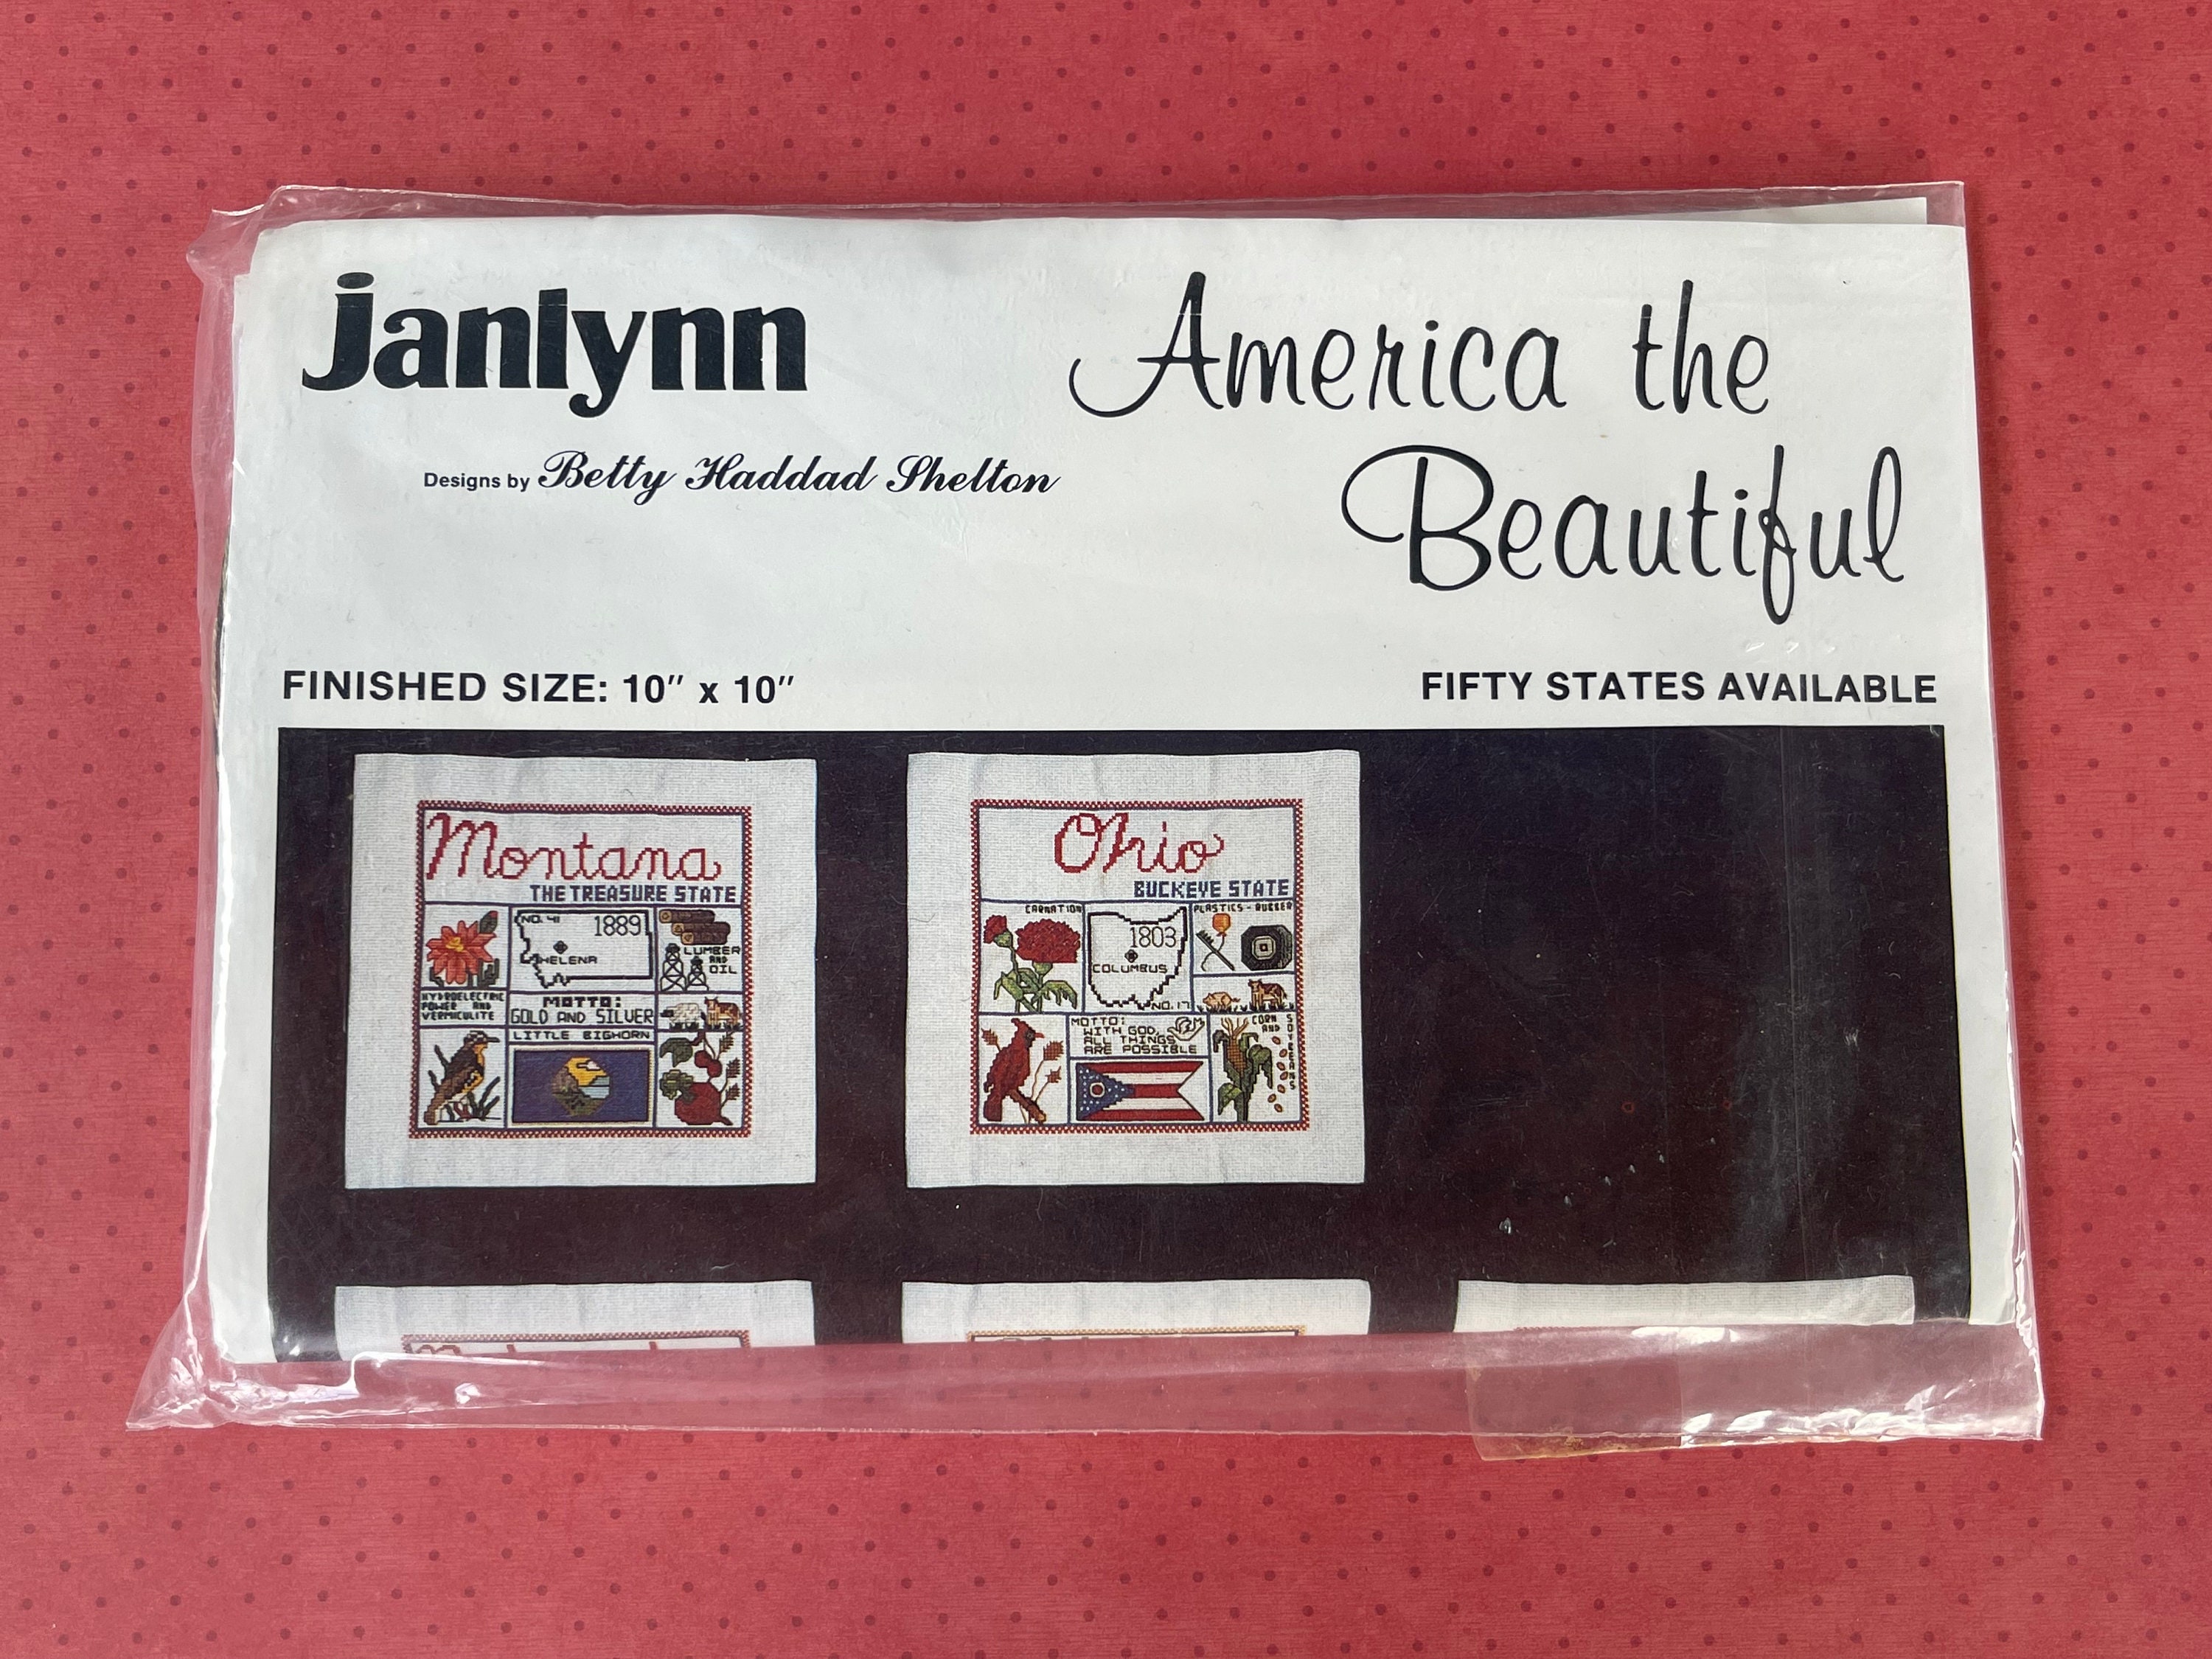 janlynn
America the
Beautiful
Designs by Betty Haddad Shelton
FINISHED SIZE: 10" x 10"
FIFTY STATES AVAILABLE
Montana
THE TREASURE STATE
NO. 41
1889
HELENA
LUMBER
AND
OIL
HYDROELECTRIC
POWER AND
VERMICULITE
MOTTO:
GOLD AND SILVER
LITTLE BIGHORN
Ohio
BUCKEYE STATE
CARNATION
1803
COLUMBUS
NO. 17
PLASTICS - RUBBER
MOTTO:
WITH GOD,
ALL THINGS
ARE POSSIBLE
CORN
AND
SOYBEANS